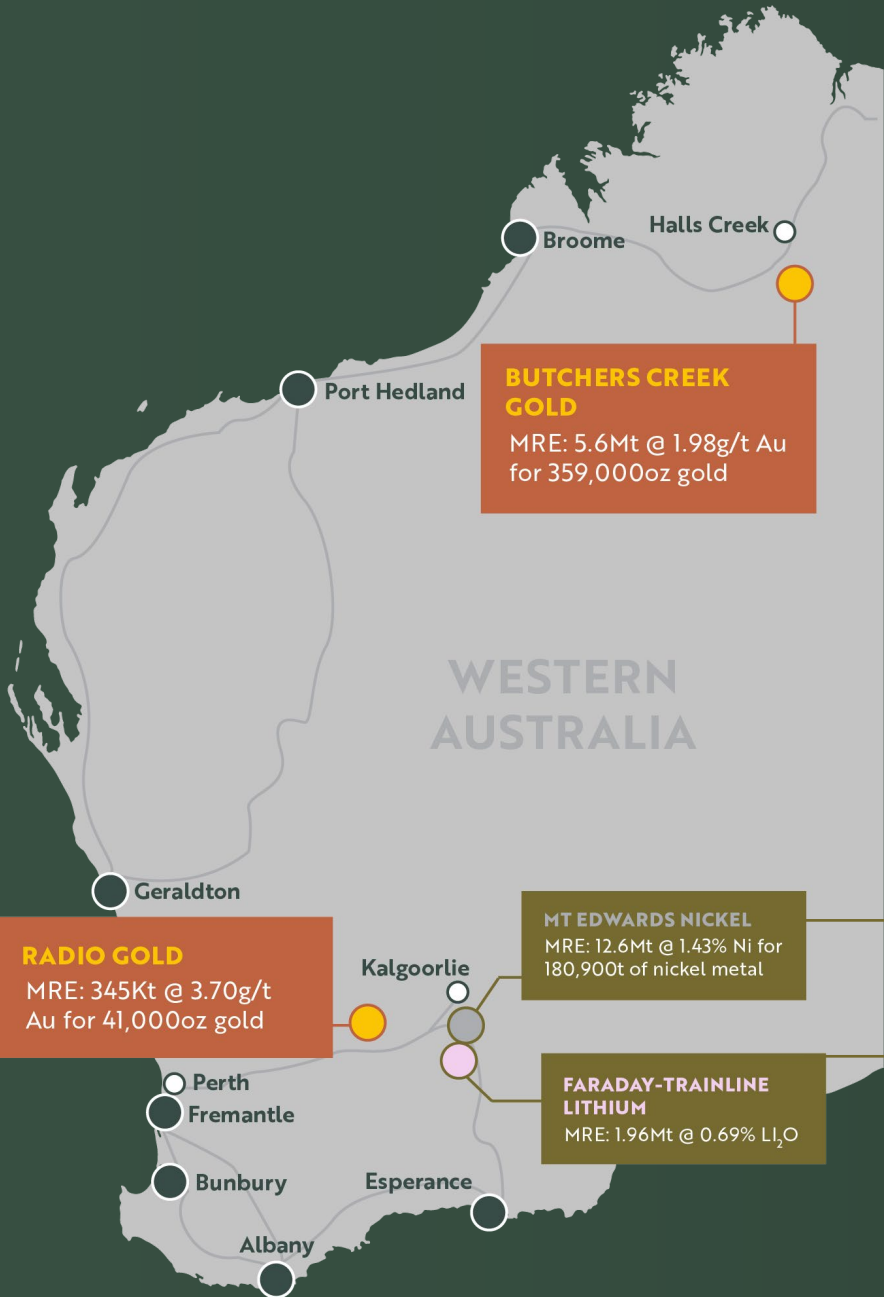 Halls Creek
Broome
BUTCHERS CREEK
GOLD
MRE: 5.6Mt @ 1.98g/t Au
for 359,000oz gold
Port Hedland
WESTERN
AUSTRALIA
Geraldton
MT EDWARDS NICKEL
MRE: 12.6Mt @ 1.43% Ni for
180,900t of nickel metal
RADIO GOLD
MRE: 345Kt @ 3.70g/t
Au for 41,000oz gold
Kalgoorlie
Perth
Fremantle
FARADAY-TRAINLINE
LITHIUM
MRE: 1.96Mt @ 0.69% LI₂O
Bunbury
Esperance
Albany